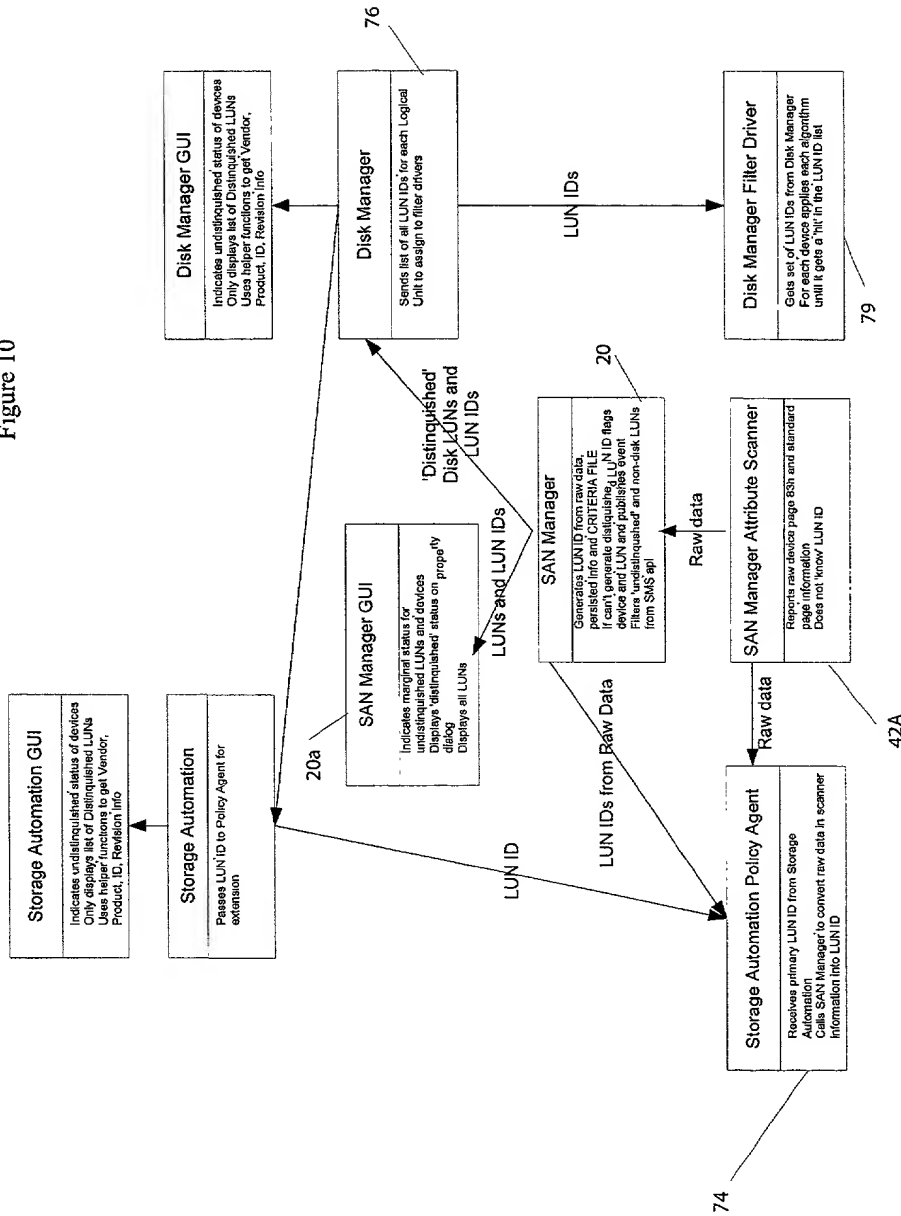 Figure 10
Storage Automation GUI
Indicates undistinquished status of devices
Only displays list of Distinquished LUNs
Uses helper functions to get Vendor,
Product, ID, Revision Info
Storage Automation
Passes LUN ID to Policy Agent for
extension
Disk Manager GUI
Indicates undistinquished status of devices
Only displays list of Distinquished LUNs
Uses helper functions to get Vendor,
Product, ID, Revision Info
Disk Manager
Sends list of all LUN IDs for each Logical
Unit to assign to filter drivers
76
20a
SAN Manager GUI
Indicates marginal status for
undistinquished LUNs and devices
Displays 'distinquished' status on property
dialog
Displays all LUNs
'Distinquished'
Disk LUNs and
LUN IDs
LUNs and LUN IDs
LUN IDs
SAN Manager
Generates LUN ID from raw data,
persisted info and CRITERIA FILE
If can't generate distiquished LUN ID flags
device and LUN and publishes event
Filters 'undistinquashed' and non-disk LUNs
from SMS api
20
LUN ID
LUN IDs from Raw Data
Raw data
Raw data
Storage Automation Policy Agent
Receives primary LUN ID from Storage
Automation
Calls SAN Manager to convert raw data in scanner
Information into LUN ID
74
SAN Manager Attribute Scanner
Reports raw device page 83h and standard
page information
Does not 'know' LUN ID
42A
Disk Manager Filter Driver
Gets set of LUN IDs from Disk Manager
For each device applies each algorithm
until it gets a 'hit' in the LUN ID list
79